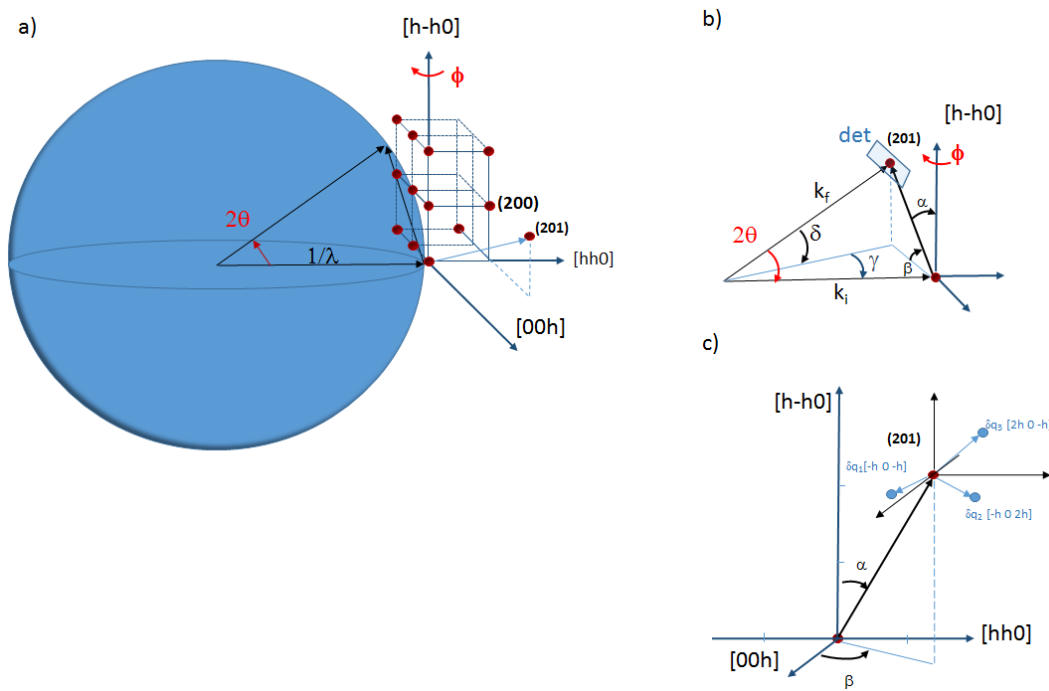 a)
[h-h0]
ϕ
(200)
(201)
2θ
1/λ
[hh0]
[00h]
b)
[h-h0]
det
(201)
ϕ
k_f
α
2θ
δ
γ
β
k_i
c)
[h-h0]
(201)
δq₃ [2h 0 -h]
δq₁[-h 0 -h]
δq₂ [-h 0 2h]
α
[hh0]
[00h]
β